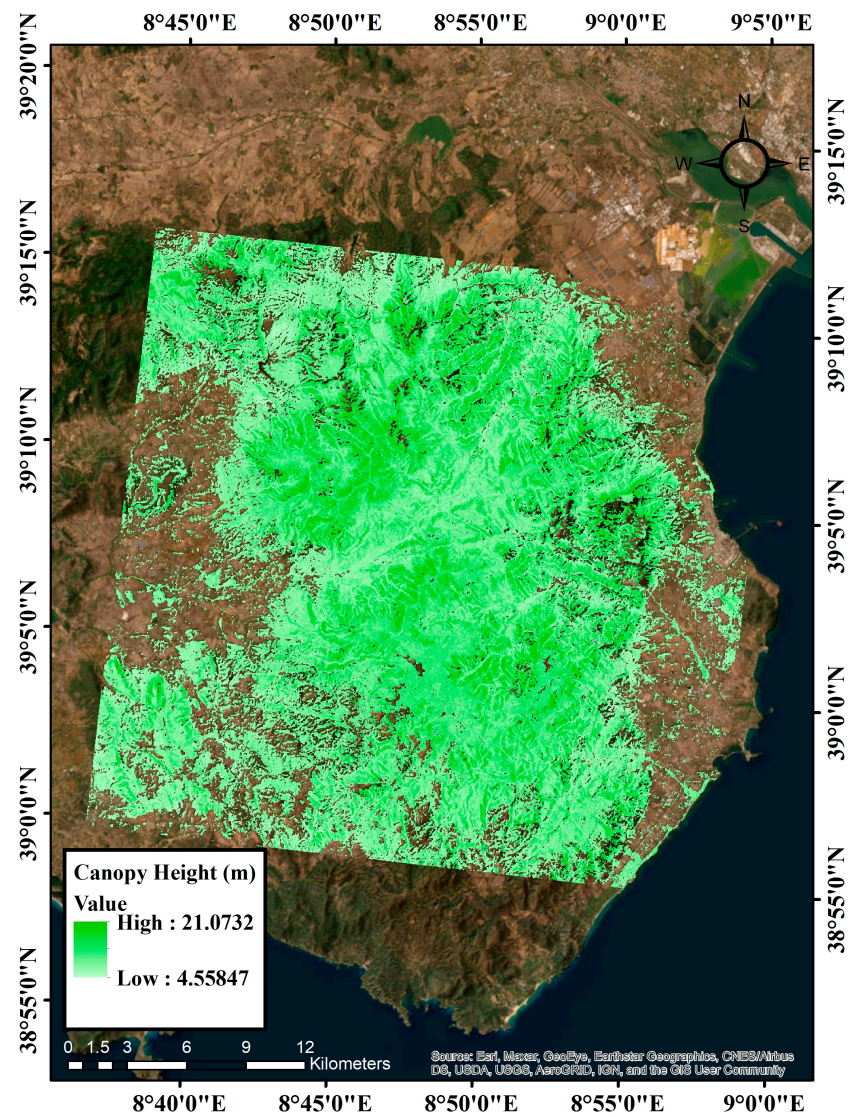 8°45'0"E 8°50'0"E 8°55'0"E 9°0'0"E 9°5'0"E
39°20'0"N
39°15'0"N
39°10'0"N
39°5'0"N
39°0'0"N
38°55'0"N
N
W E
S
39°15'0"N
39°10'0"N
39°5'0"N
39°0'0"N
38°55'0"N
Canopy Height (m)
Value
High : 21.0732
Low : 4.55847
0 1.5 3 6 9 12
Kilometers
Source: Esri, Maxar, GeoEye, Earthstar Geographics, CNES/Airbus
DS, USDA, USGS, AeroGRID, IGN, and the GIS User Community
8°40'0"E 8°45'0"E 8°50'0"E 8°55'0"E 9°0'0"E